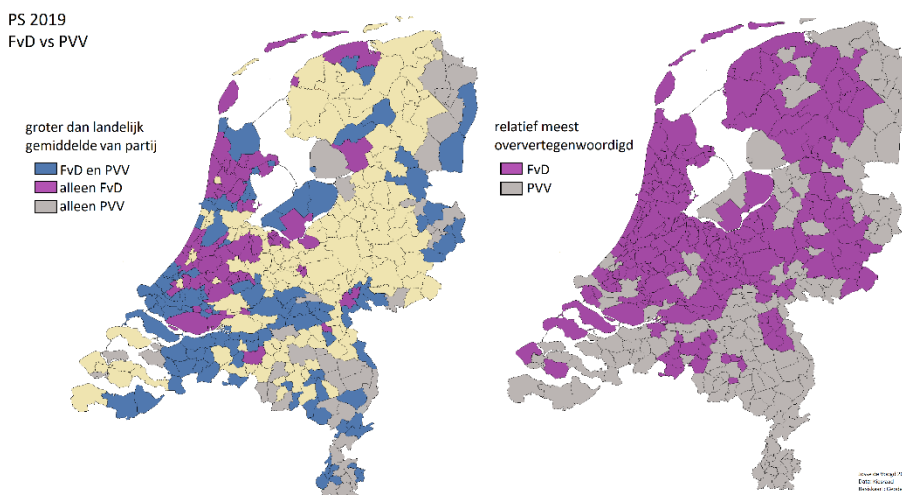 PS 2019
FvD vs PVV
groter dan landelijk
gemiddelde van partij
FvD en PVV
alleen FvD
alleen PVV
relatief meest
oververtegenwoordigd
FvD
PVV
Data: